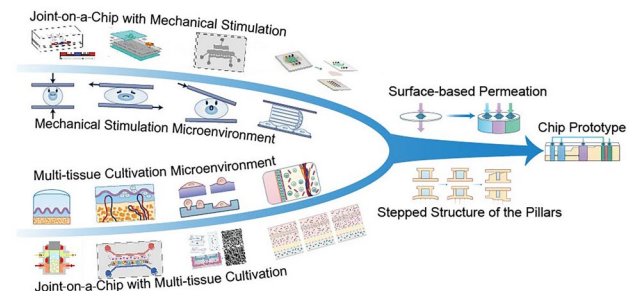 Joint-on-a-Chip with Mechanical Stimulation
Mechanical Stimulation Microenvironment
Surface-based Permeation
Chip Prototype
Multi-tissue Cultivation Microenvironment
Stepped Structure of the Pillars
Joint-on-a-Chip with Multi-tissue Cultivation